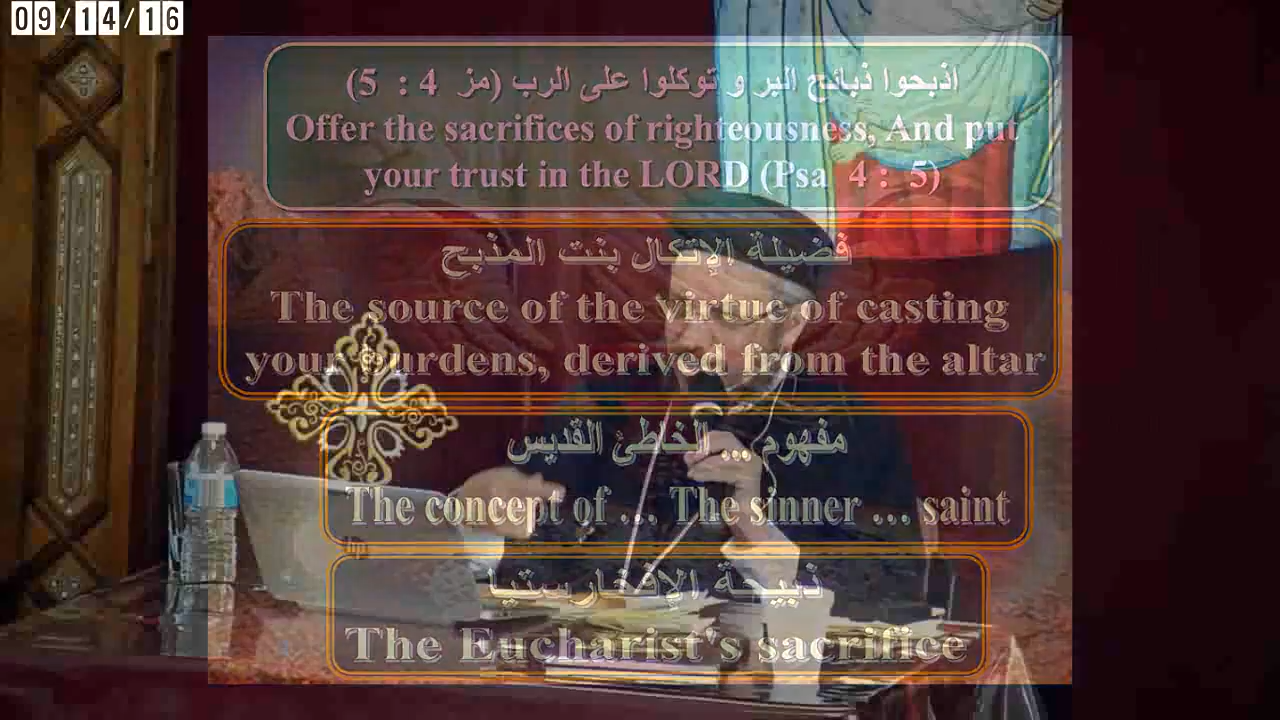 09/14/16
اذبحوا ذبائح البر و توكلوا على الرب (مز 4 : 5)
Offer the sacrifices of righteousness, And put
your trust in the LORD (Psa 4 : 5)
فضيلة الإتكال بنت المذبح
The source of the virtue of casting
your burdens, derived from the altar
مفهوم ... الخاطئ القديس
The concept of ... The sinner ... saint
ذبيحة الإفخارستيا
The Eucharist's sacrifice
hp